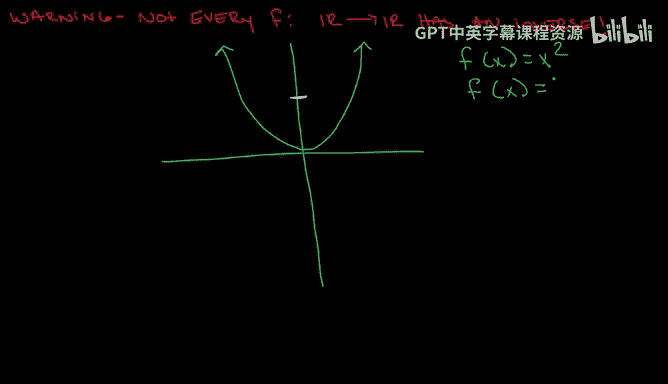 WARNING- NOT EVERY f: IR → IR HAS AN INVERSE!
GPT中英字幕课程资源 bilibili
f(x)=x²
f(x)=